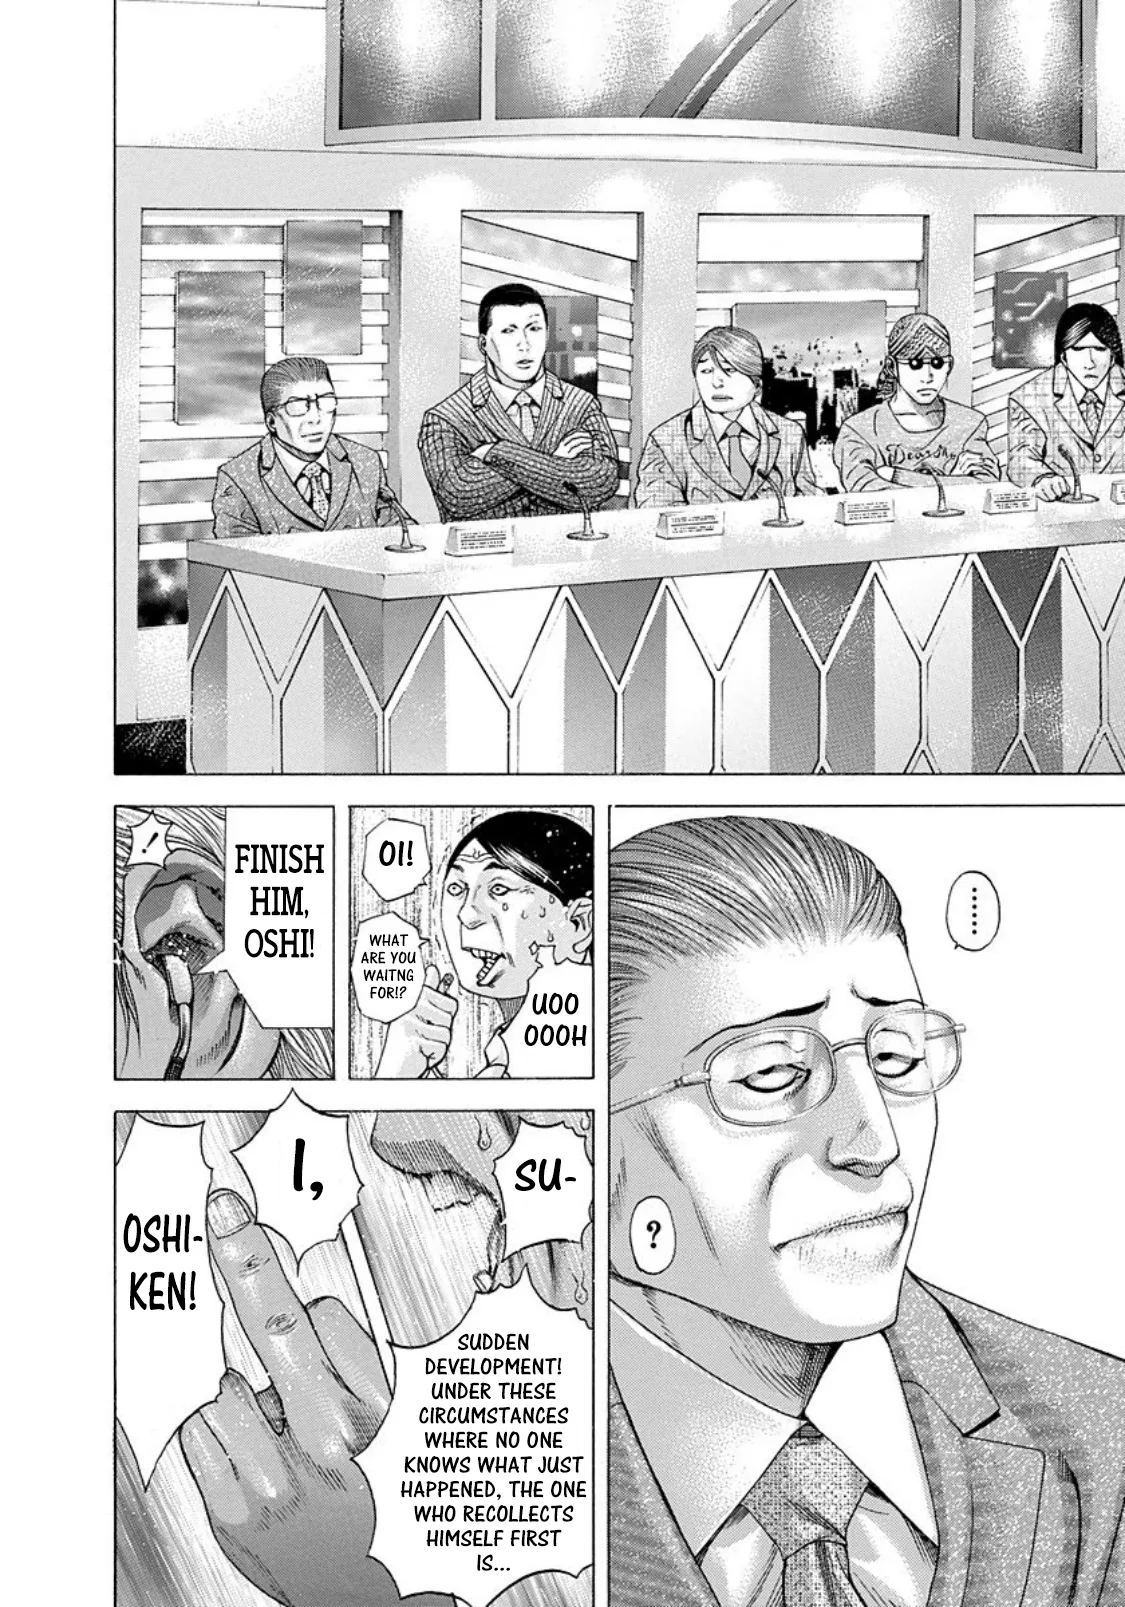 ........
?
OI!
WHAT
ARE YOU
WAITNG
FOR!?
UOO
OOOH
FINISH
HIM,
OSHI!
!
SU-
SUDDEN
DEVELOPMENT!
UNDER THESE
CIRCUMSTANCES
WHERE NO ONE
KNOWS WHAT JUST
HAPPENED, THE ONE
WHO RECOLLECTS
HIMSELF FIRST
IS...
I,
OSHI-
KEN!